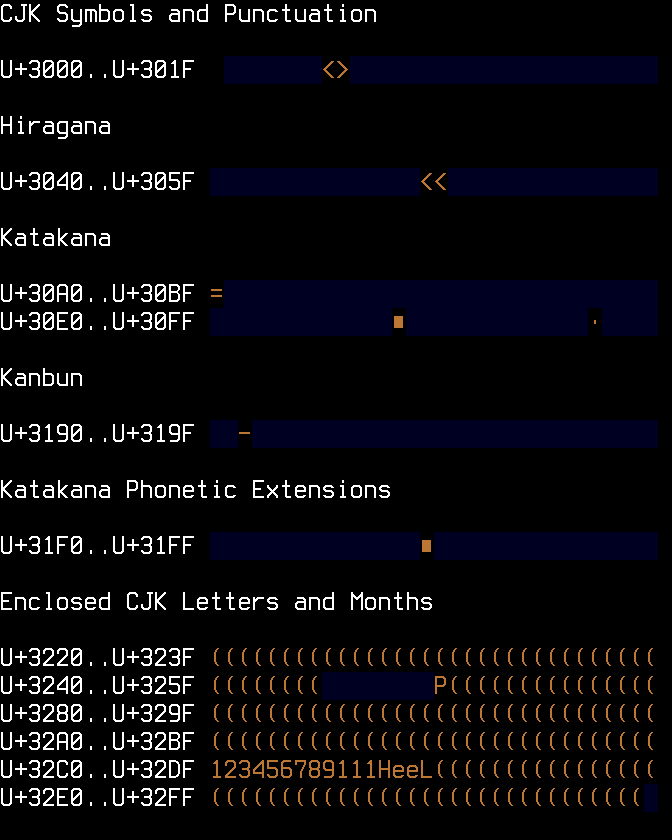 CJK Symbols and Punctuation
U+3000..U+301F <>
Hiragana
U+3040..U+305F <<
Katakana
U+30A0..U+30BF =
U+30E0..U+30FF ■ ·
Kanbun
U+3190..U+319F −
Katakana Phonetic Extensions
U+31F0..U+31FF ■
Enclosed CJK Letters and Months
U+3220..U+323F ((((((((((((((((((((((((((((((((
U+3240..U+325F ((((((((        P(((((((((((((((
U+3280..U+329F ((((((((((((((((((((((((((((((((
U+32A0..U+32BF ((((((((((((((((((((((((((((((((
U+32C0..U+32DF 123456789111HeeL((((((((((((((((
U+32E0..U+32FF (((((((((((((((((((((((((((((((